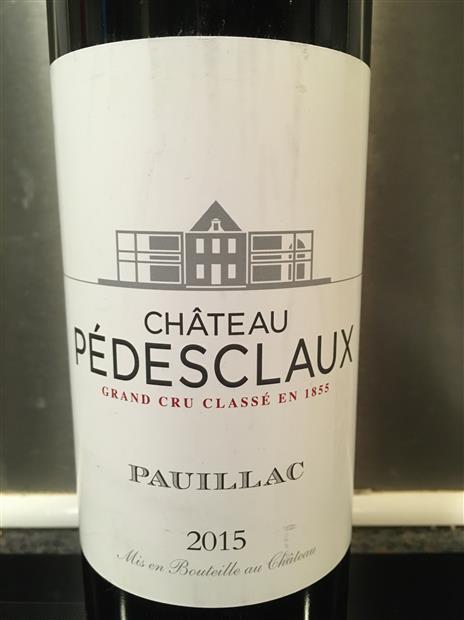 CHÂTEAU
PÉDESCLAUX
GRAND CRU CLASSÉ EN 1855
PAUILLAC
2015
Mis en Bouteille au Château